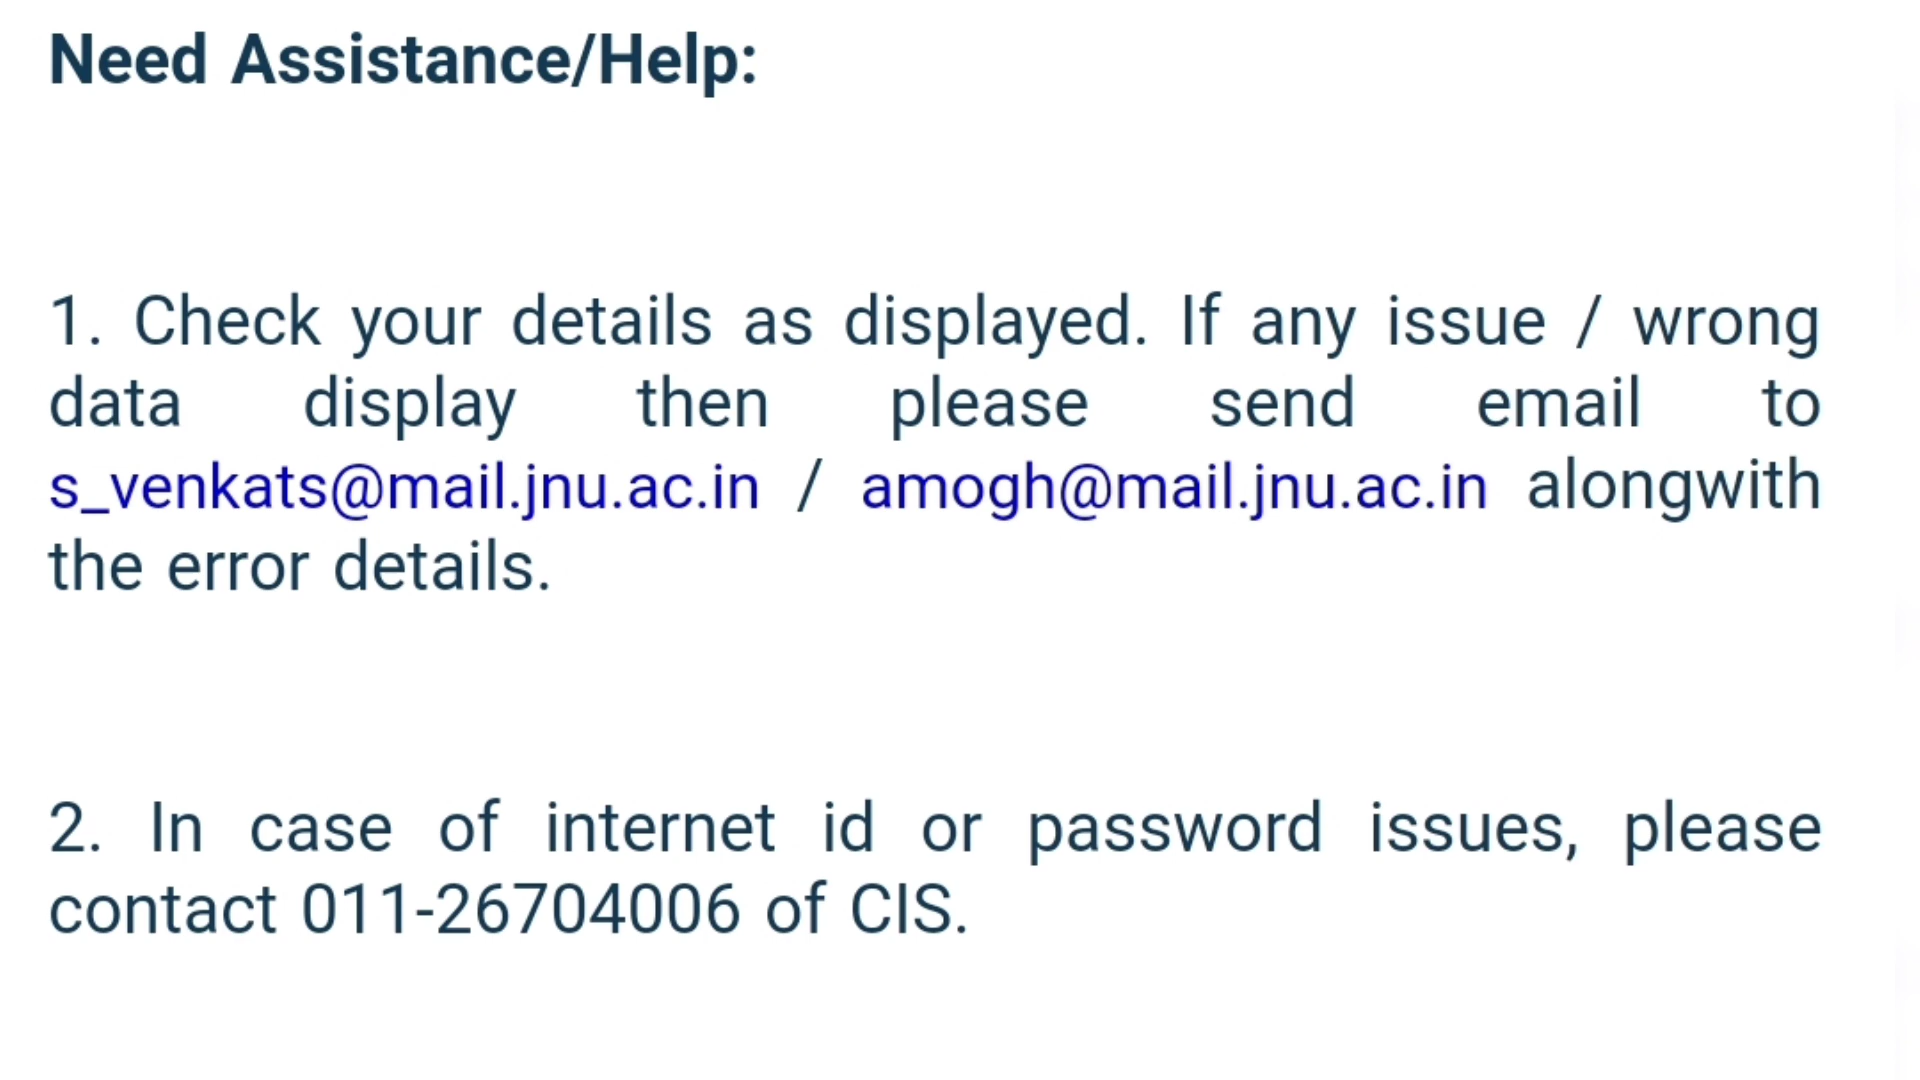 Need Assistance/Help:
1. Check your details as displayed. If any issue / wrong
data display then please send email to
s_venkats@mail.jnu.ac.in / amogh@mail.jnu.ac.in alongwith
the error details.
2. In case of internet id or password issues, please
contact 011-26704006 of CIS.